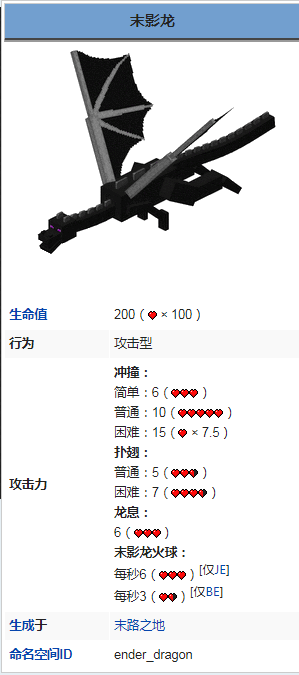 末影龙
生命值 200 ( × 100 )
行为 攻击型
攻击力
冲撞：
简单：6 ( )
普通：10 ( )
困难：15 ( × 7.5 )
扑翅：
普通：5 ( )
困难：7 ( )
龙息：
6 ( )
末影龙火球：
每秒6 ( ) [仅JE]
每秒3 ( ) [仅BE]
生成于 末路之地
命名空间ID ender_dragon